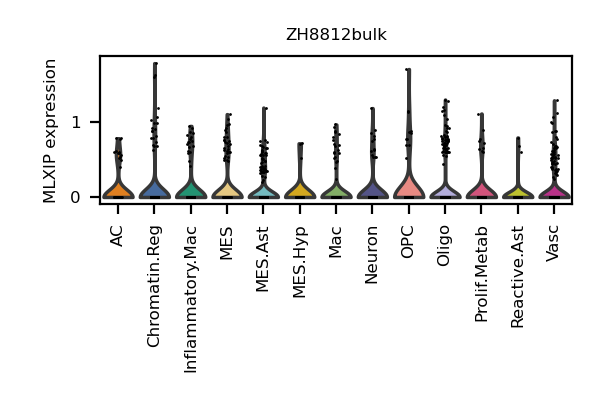 ZH8812bulk
MLXIP expression
1
0
AC
Chromatin.Reg
Inflammatory.Mac
MES
MES.Ast
MES.Hyp
Mac
Neuron
OPC
Oligo
Prolif.Metab
Reactive.Ast
Vasc